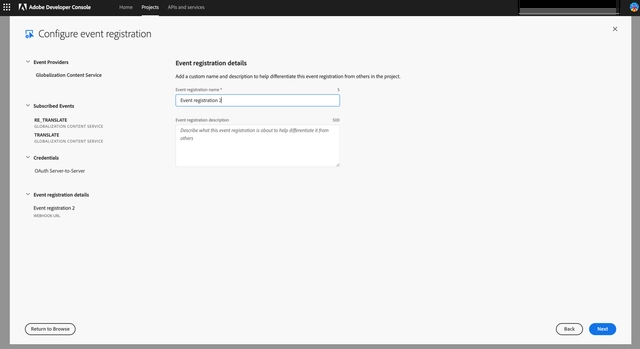 Adobe Developer Console
Home
Projects
APIs and services
Configure event registration
Event Providers
Globalization Content Service
Subscribed Events
RE_TRANSLATE
GLOBALIZATION CONTENT SERVICE
TRANSLATE
GLOBALIZATION CONTENT SERVICE
Credentials
OAuth Server-to-Server
Event registration details
Event registration 2
WEBHOOK URL
Event registration details
Add a custom name and description to help differentiate this event registration from others in the project.
Event registration name *
Event registration 2
Event registration description
500
Describe what this event registration is about to help differentiate it from
others
Return to Browse
Back
Next